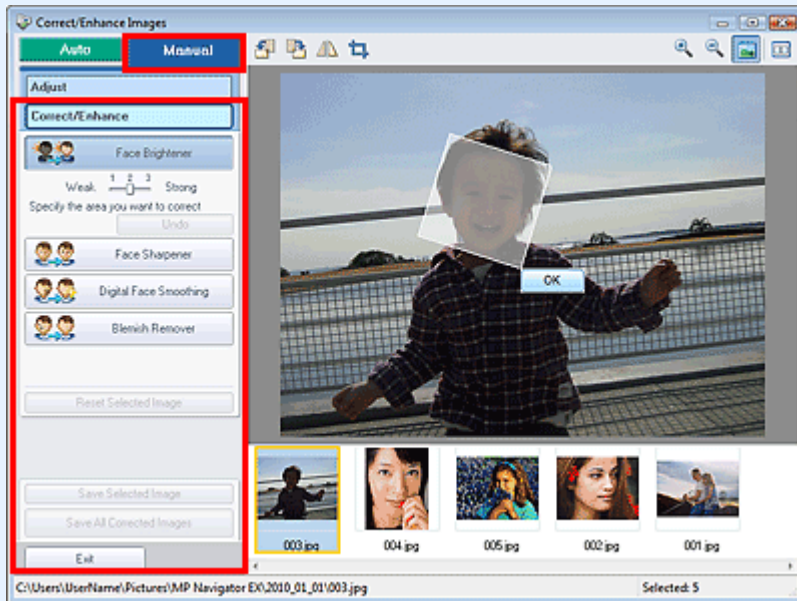 Correct/Enhance Images
Auto Manual
Adjust
Correct/Enhance
Face Brightener
1 2 3
Weak Strong
Specify the area you want to correct
Undo
Face Sharpener
Digital Face Smoothing
Blemish Remover
Reset Selected Image
Save Selected Image
Save All Corrected Images
Exit
OK
003.jpg 004.jpg 005.jpg 002.jpg 001.jpg
C:\Users\UserName\Pictures\MP Navigator EX\2010_01_01\003.jpg Selected: 5